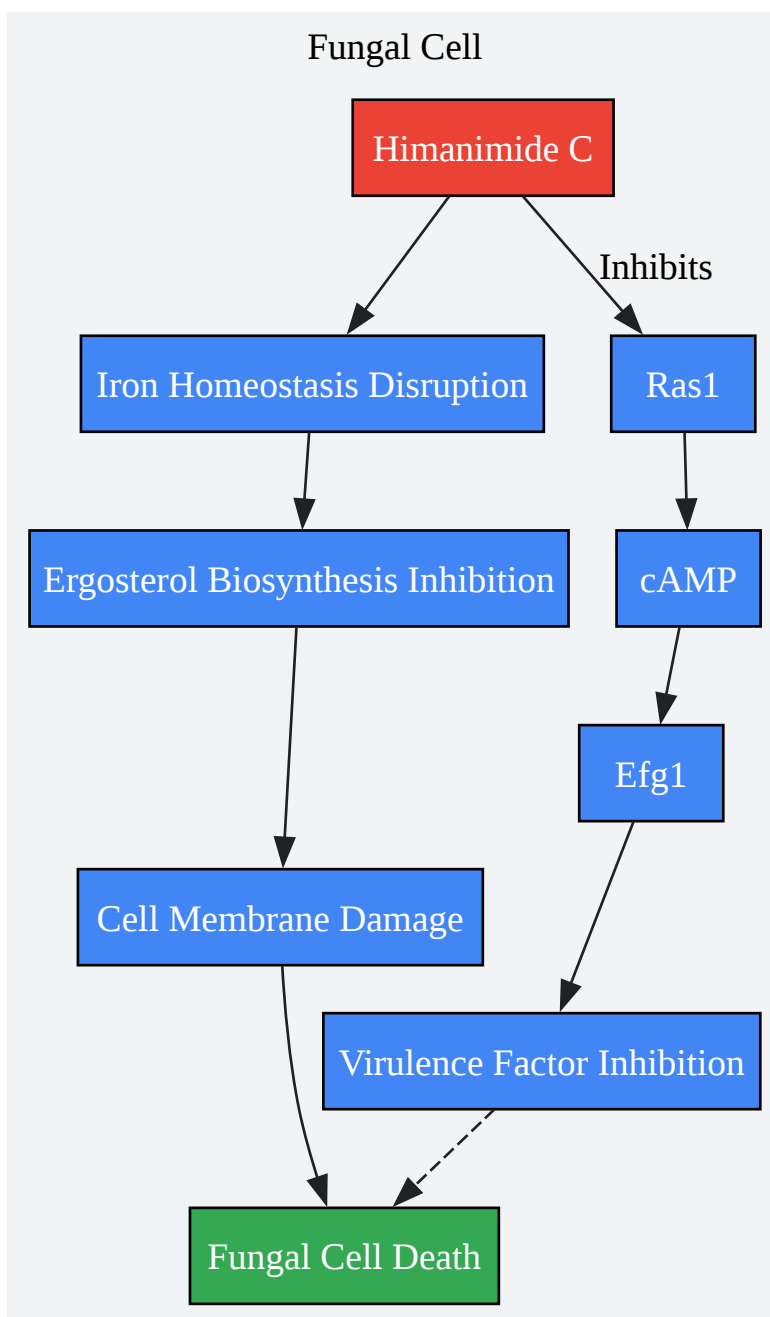 Fungal Cell
Himanimide C
Inhibits
Iron Homeostasis Disruption
Ras1
Ergosterol Biosynthesis Inhibition
cAMP
Efg1
Cell Membrane Damage
Virulence Factor Inhibition
Fungal Cell Death